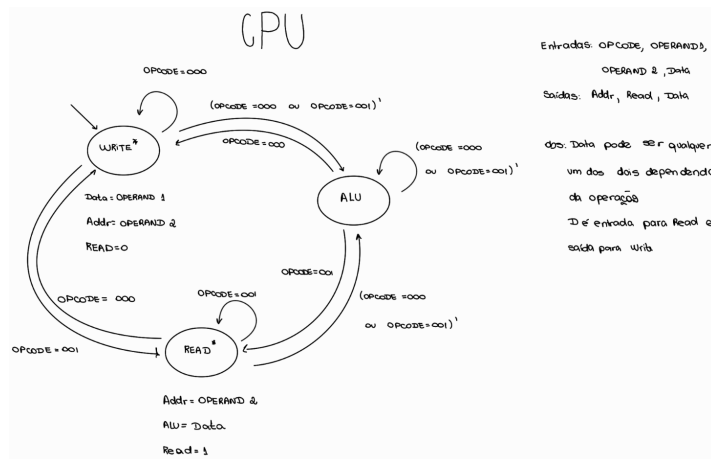 CPU
Entradas: OPCODE, OPERAND1,
OPERAND 2, Data
Saídas: Addr, Read, Data
obs: Data pode ser qualquer
um dos dois dependendo
da operação
D é entrada para Read e
saída para Write
OPCODE=000
(OPCODE =000 ou OPCODE=001)'
OPCODE=000
WRITE*
(OPCODE =000
ou OPCODE=001)'
ALU
Data = OPERAND 1
Addr= OPERAND 2
READ=0
OPCODE=001
(OPCODE =000
ou OPCODE=001)'
OPCODE= 000
OPCODE=001
OPCODE = 001
READ*
Addr = OPERAND 2
ALU= Data
Read= 1